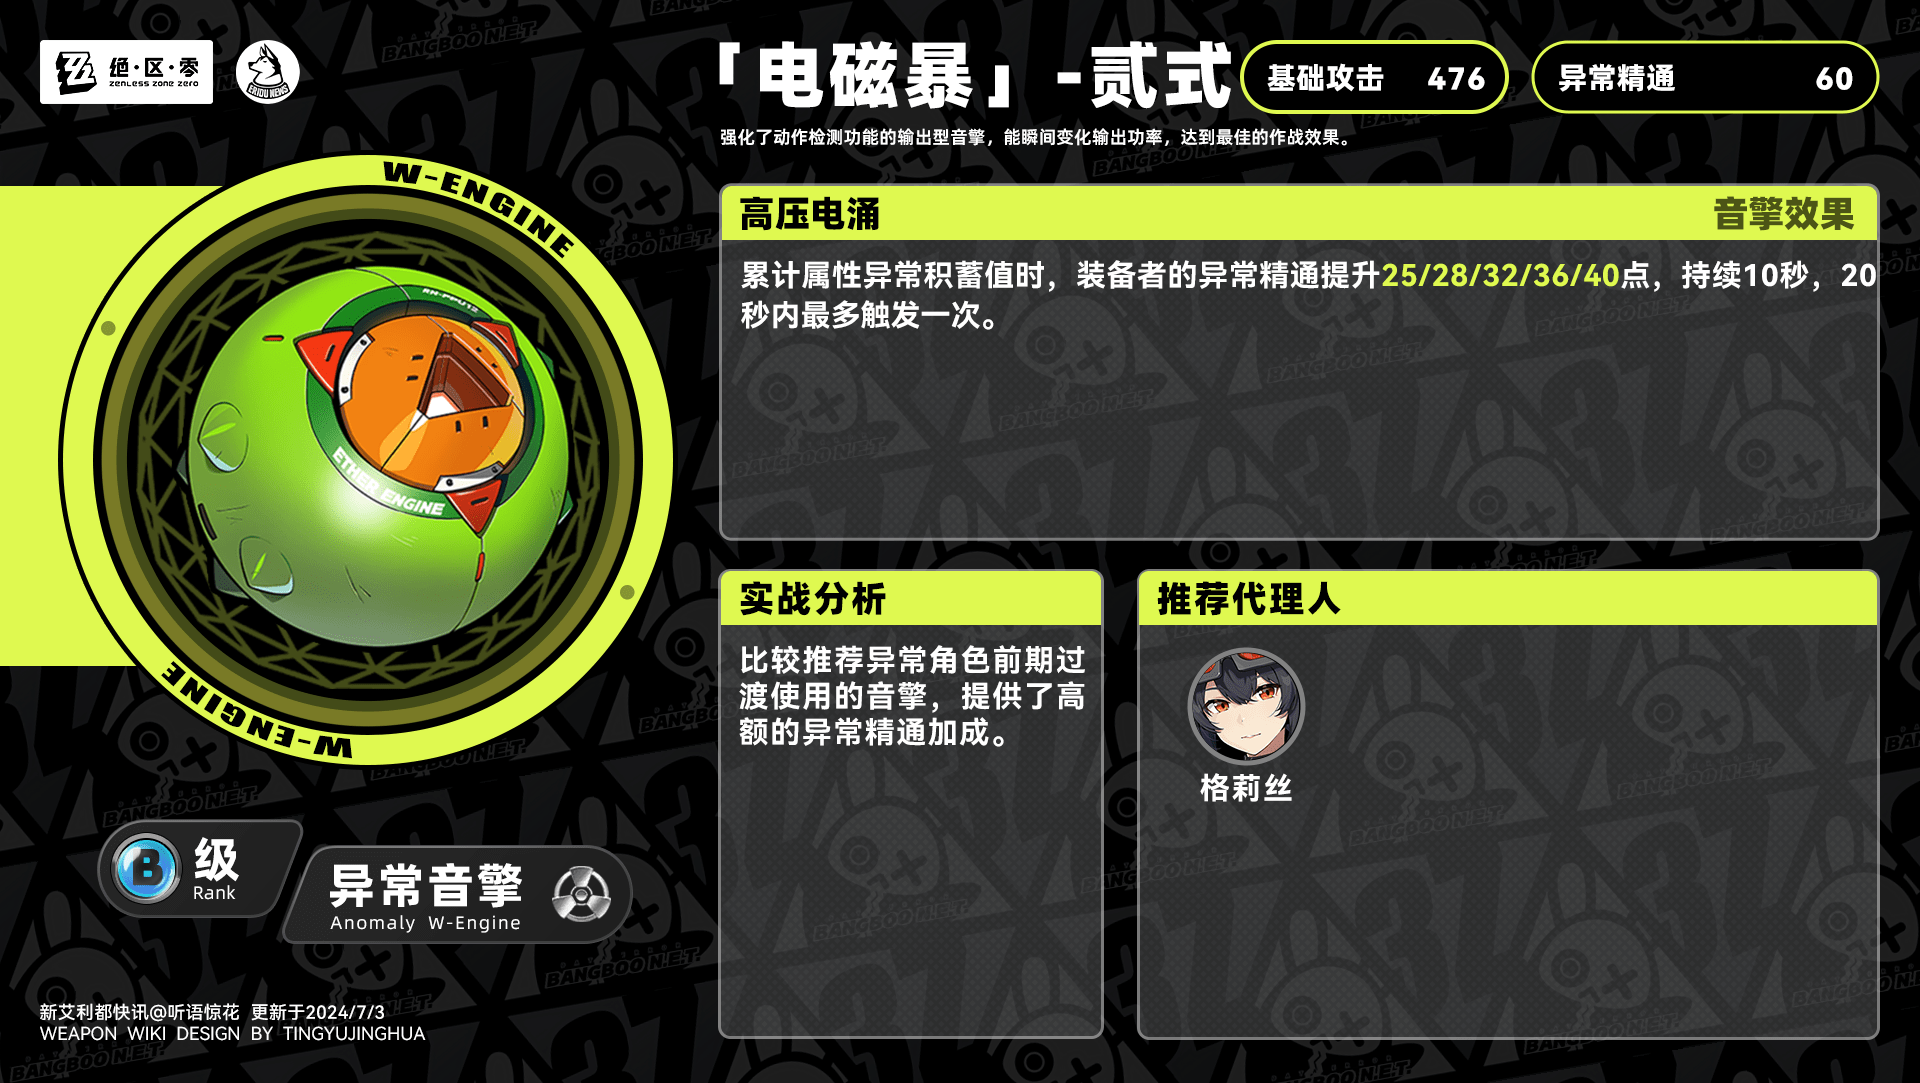 绝·区·零
ZENLESS ZONE ZERO
ERIDU NEWS
「电磁暴」-贰式
基础攻击 476
异常精通 60
强化了动作检测功能的输出型音擎，能瞬间变化输出功率，达到最佳的作战效果。
W-ENGINE
RN-PPU12
ETHER ENGINE
W-ENGINE
高压电涌 音擎效果
累计属性异常积蓄值时，装备者的异常精通提升25/28/32/36/40点，持续10秒，20
秒内最多触发一次。
实战分析
比较推荐异常角色前期过
渡使用的音擎，提供了高
额的异常精通加成。
推荐代理人
格莉丝
B 级
Rank
异常音擎
Anomaly W-Engine
新艾利都快讯@听语惊花 更新于2024/7/3
WEAPON WIKI DESIGN BY TINGYUJINGHUA
BANGBOO N.E.T.